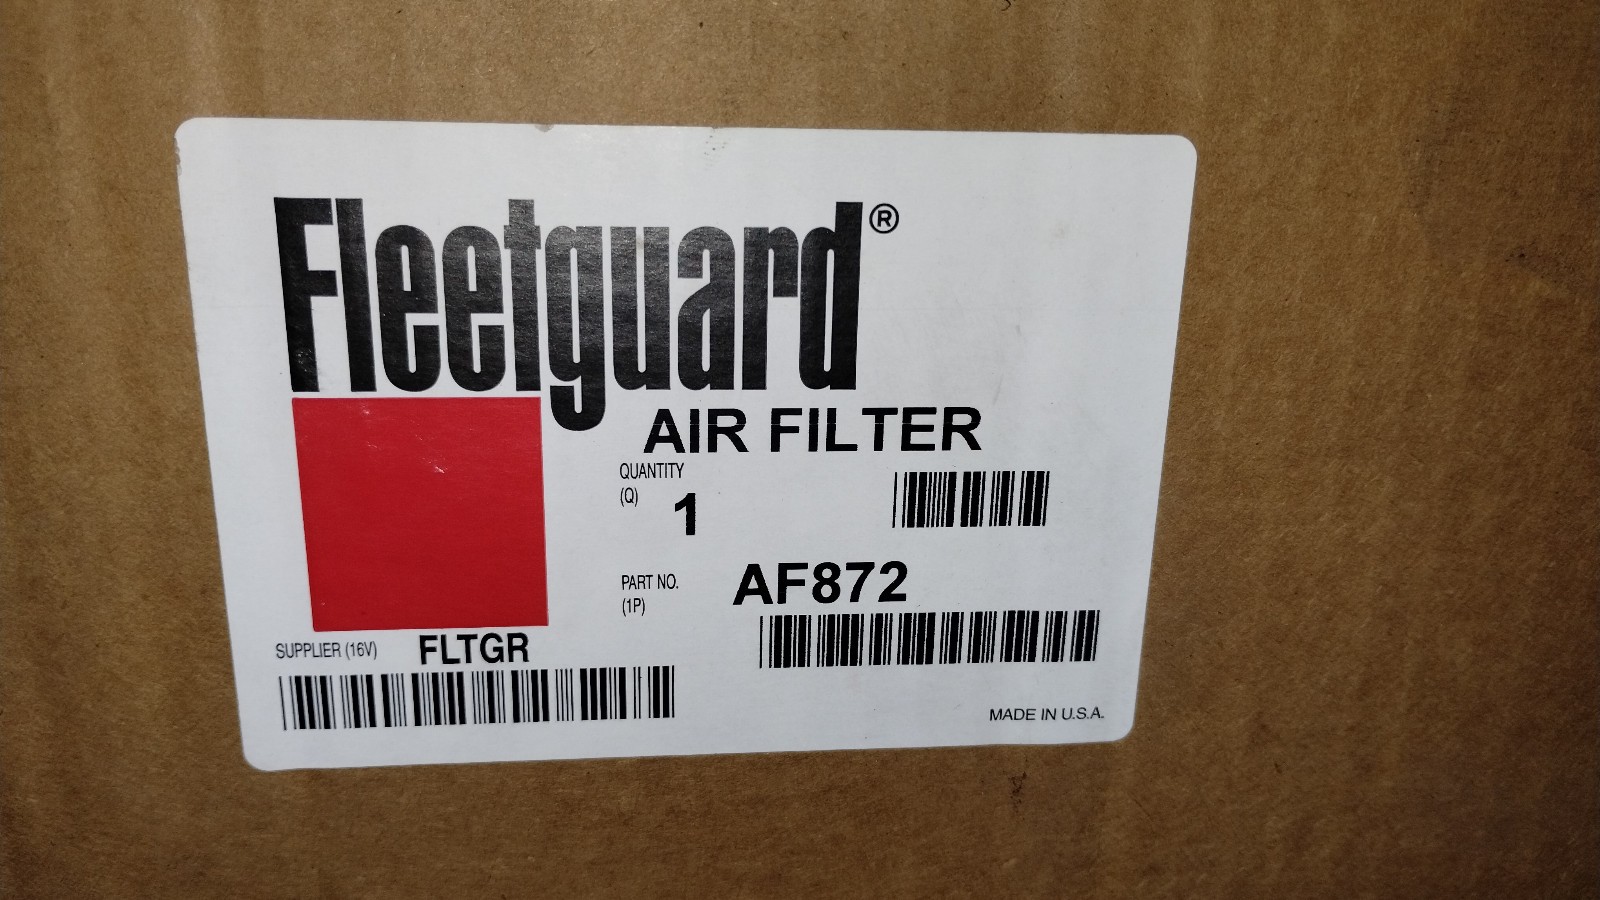 Fleetguard®
AIR FILTER
QUANTITY
(Q)
1
PART NO.
(1P)
AF872
SUPPLIER (16V) FLTGR
MADE IN U.S.A.